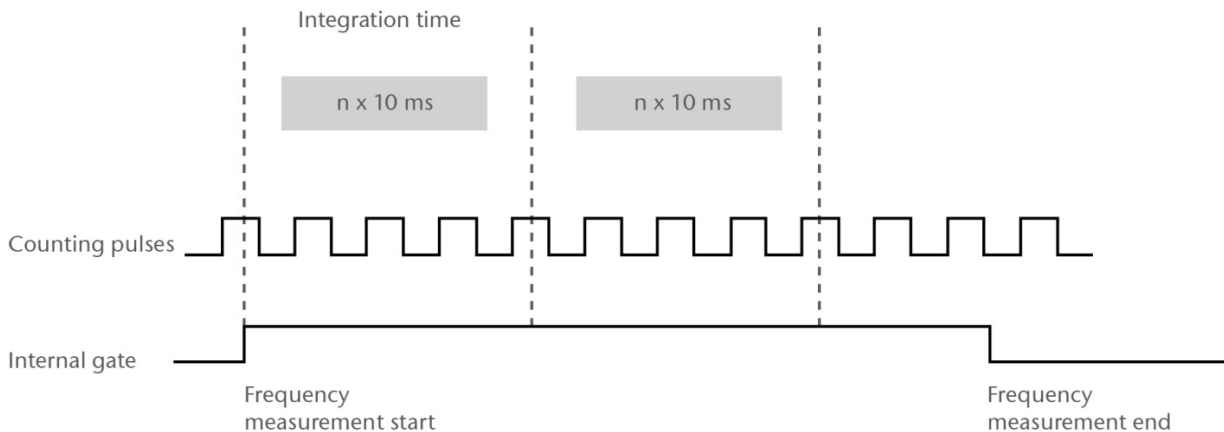 Integration time
n x 10 ms
n x 10 ms
Counting pulses
Internal gate
Frequency
measurement start
Frequency
measurement end